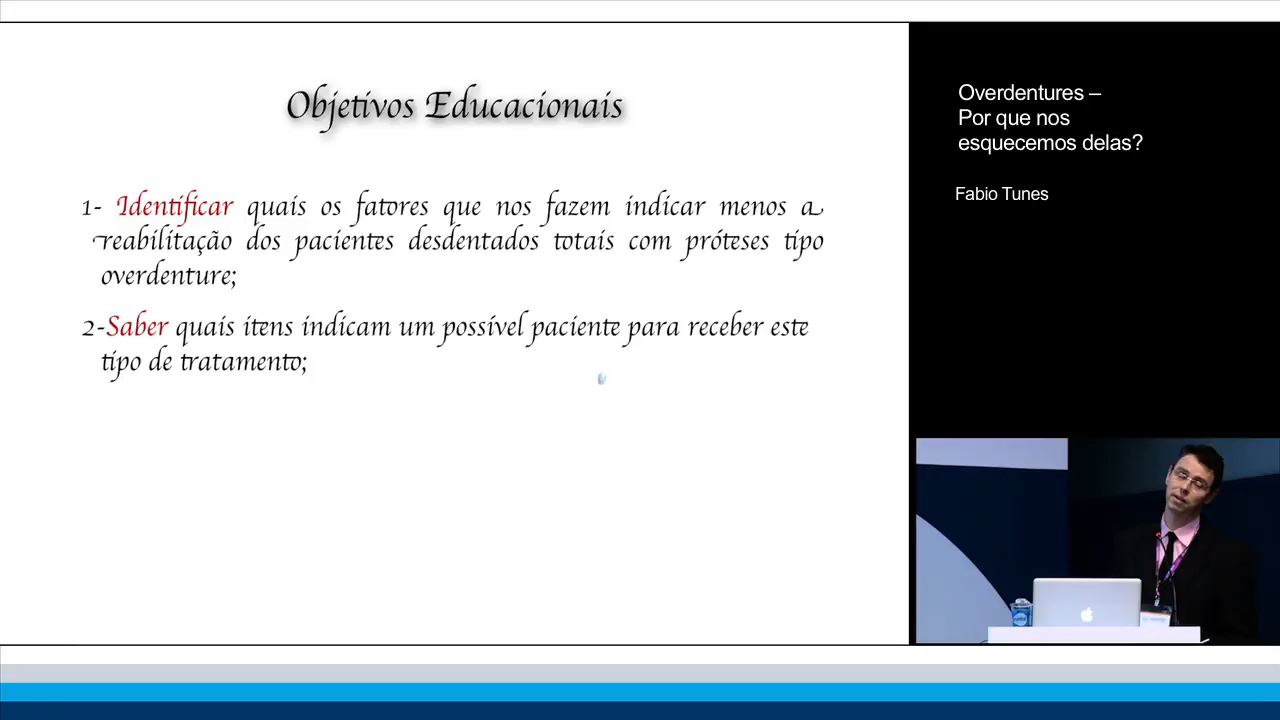 Objetivos Educacionais
1- Identificar quais os fatores que nos fazem indicar menos a
reabilitação dos pacientes desdentados totais com próteses tipo
overdenture;
2-Saber quais itens indicam um possível paciente para receber este
tipo de tratamento;
Overdentures –
Por que nos
esquecemos delas?
Fabio Tunes